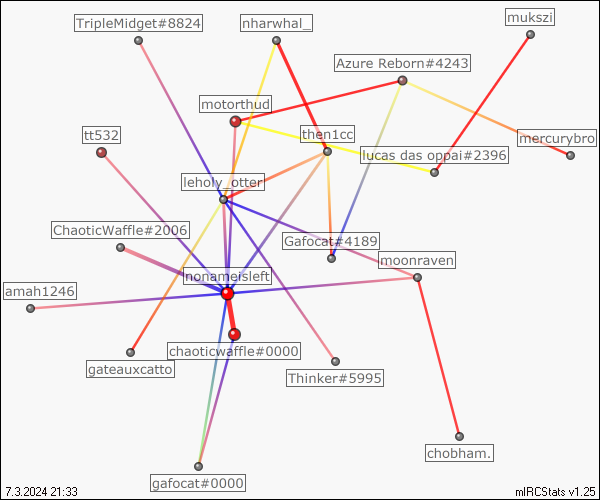 TripleMidget#8824
nharwhal_
mukszi
Azure Reborn#4243
motorthud
tt532
then1cc
mercurybro
lucas das oppai#2396
leholy_otter
ChaoticWaffle#2006
Gafocat#4189
moonraven
nonameisleft
amah1246
chaoticwaffle#0000
gateauxcatto
Thinker#5995
chobham.
gafocat#0000
7.3.2024 21:33
mIRCStats v1.25